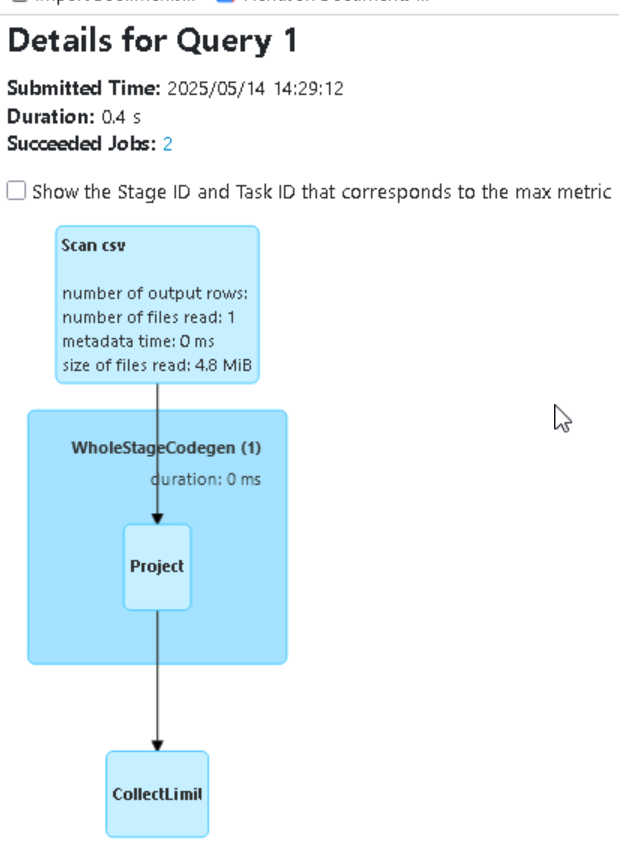 Details for Query 1
Submitted Time: 2025/05/14 14:29:12
Duration: 0.4 s
Succeeded Jobs: 2
Show the Stage ID and Task ID that corresponds to the max metric
Scan csv
number of output rows:
number of files read: 1
metadata time: 0 ms
size of files read: 4.8 MiB
WholeStageCodegen (1)
duration: 0 ms
Project
CollectLimit